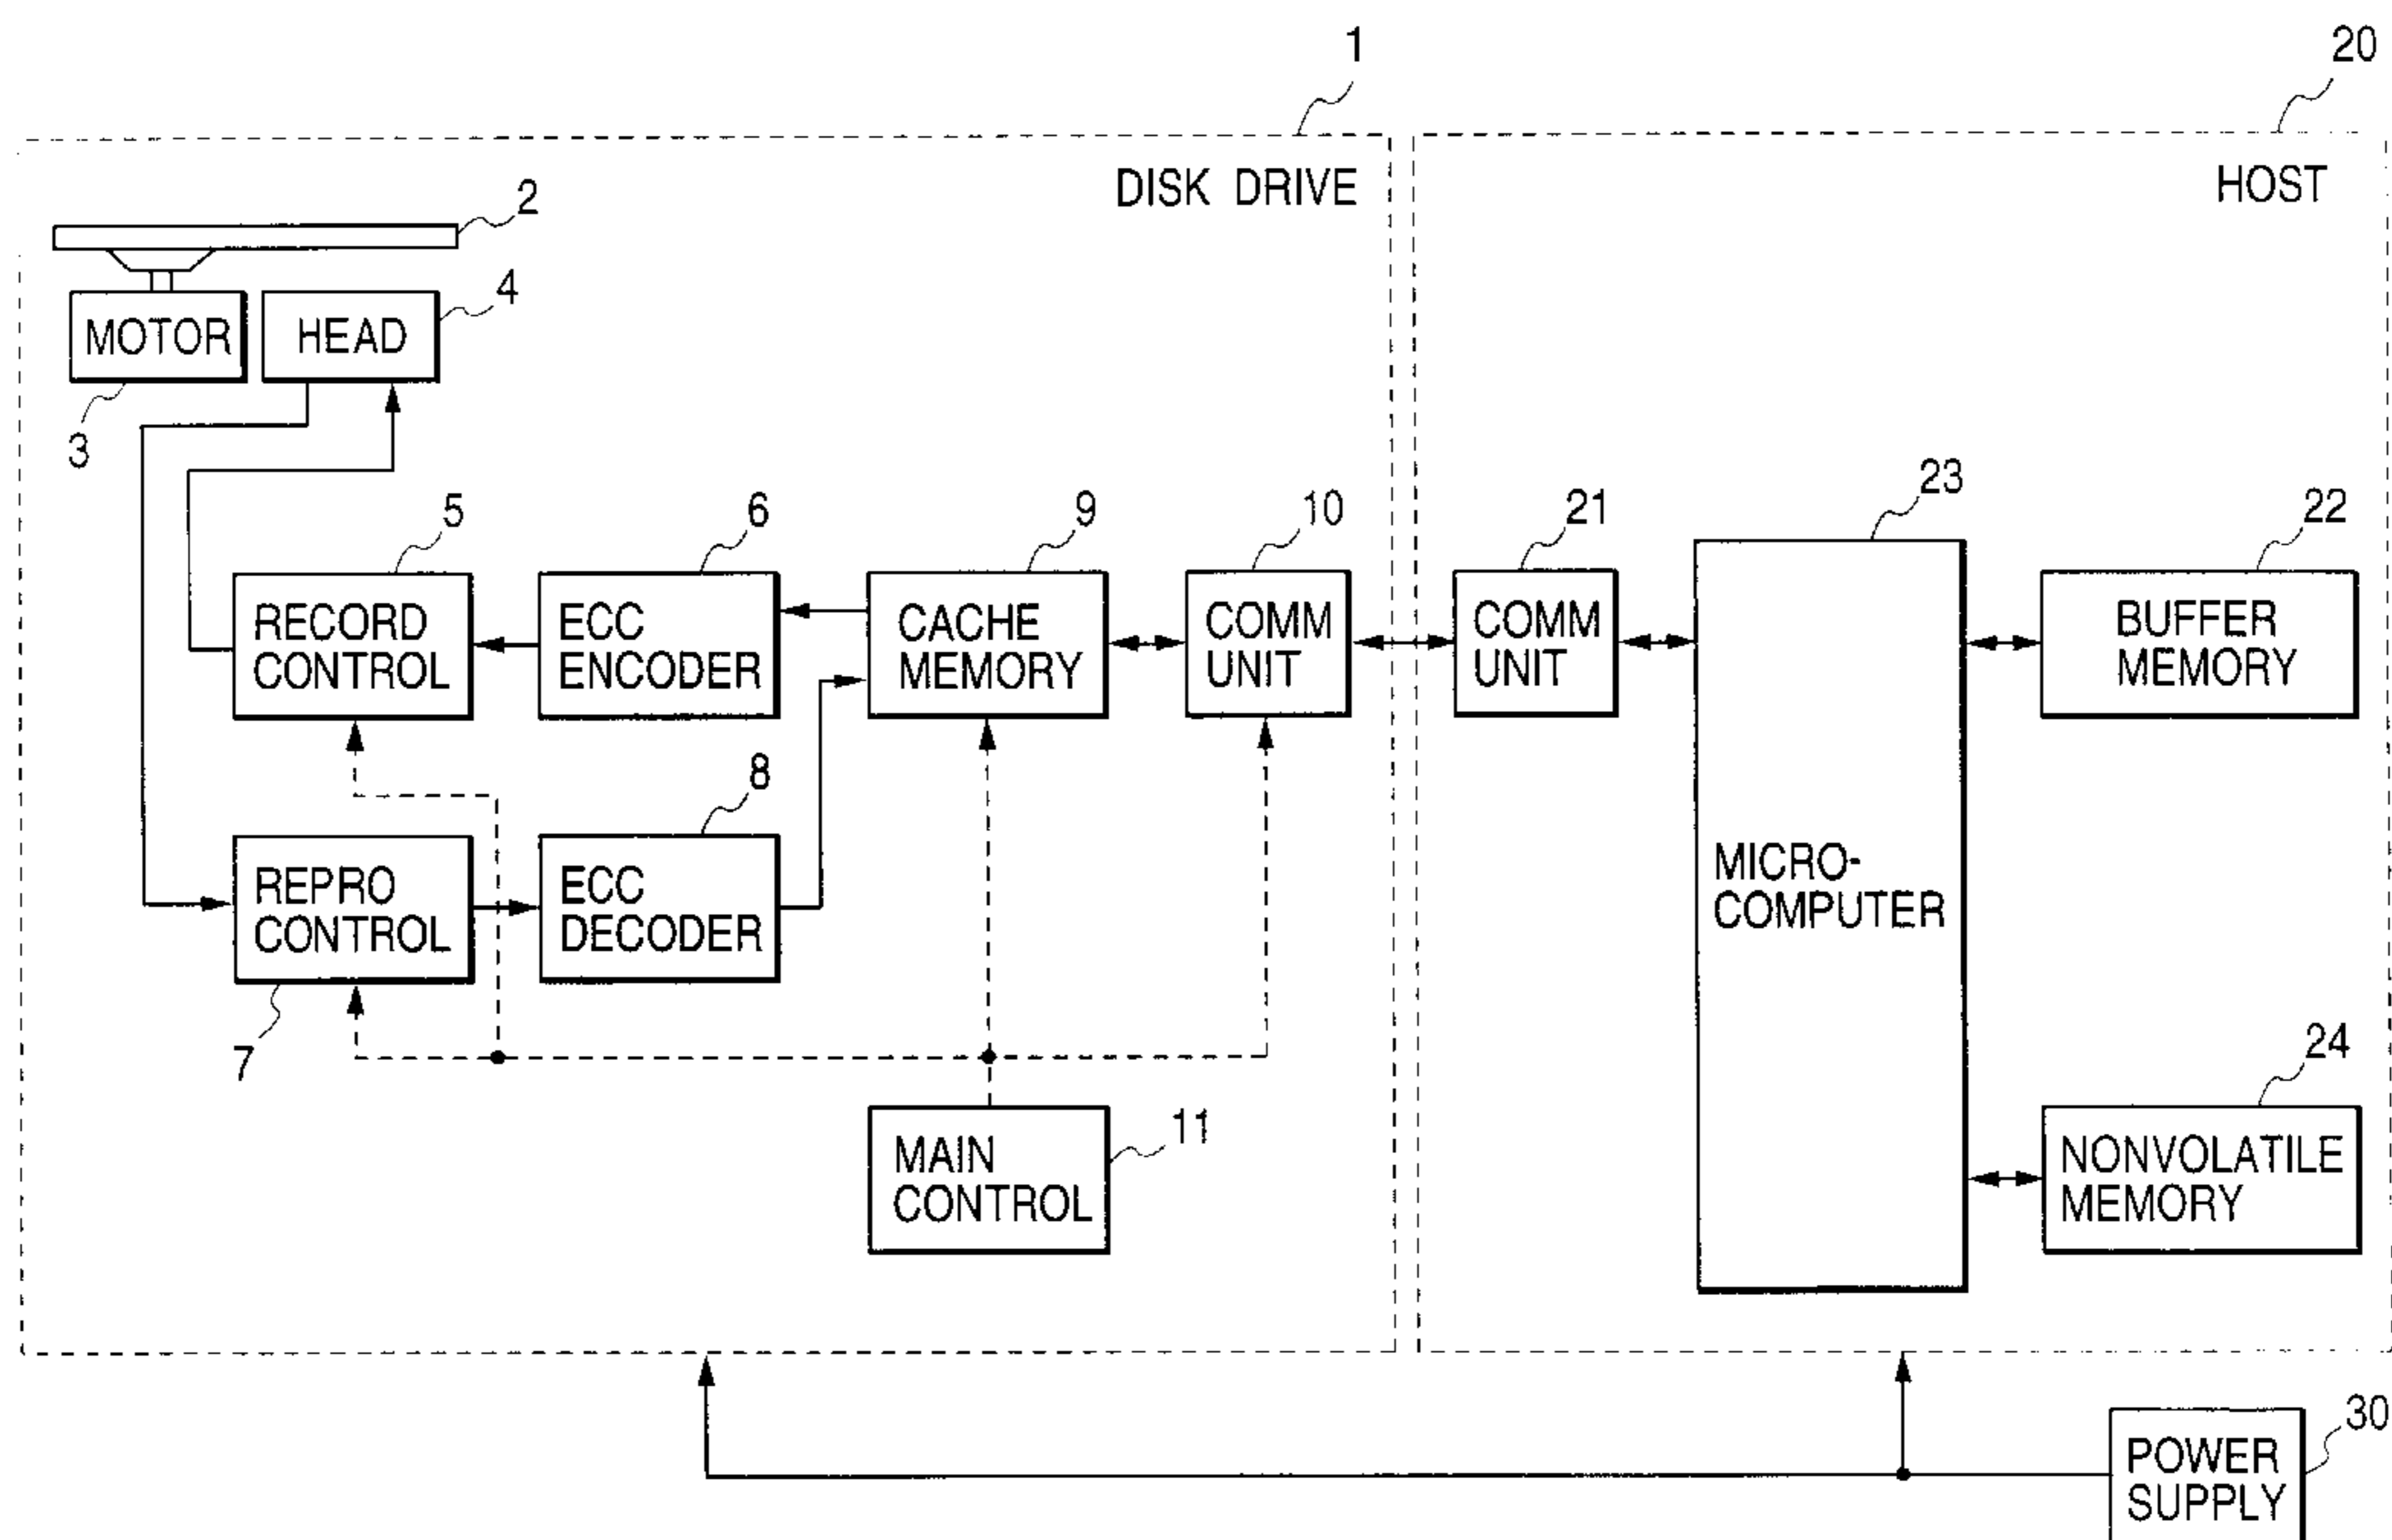 1
20
DISK DRIVE
HOST
2
4
MOTOR
HEAD
3
5
6
9
10
21
23
22
RECORD
CONTROL
ECC
ENCODER
CACHE
MEMORY
COMM
UNIT
COMM
UNIT
BUFFER
MEMORY
8
REPRO
CONTROL
ECC
DECODER
MICRO-
COMPUTER
7
24
11
MAIN
CONTROL
NONVOLATILE
MEMORY
30
POWER
SUPPLY